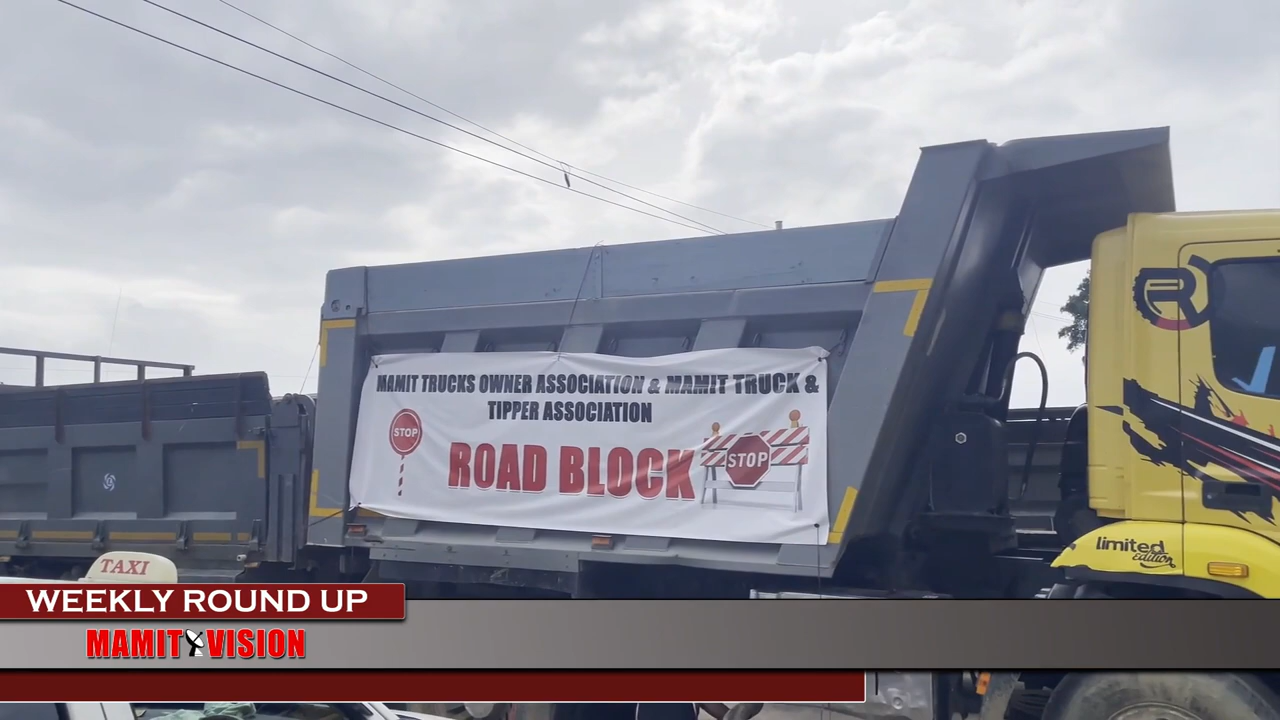 MAMIT TRUCKS OWNER ASSOCIATION & MAMIT TRUCK &
TIPPER ASSOCIATION
STOP
ROAD BLOCK
STOP
limited
edition
TAXI
WEEKLY ROUND UP
MAMIT VISION